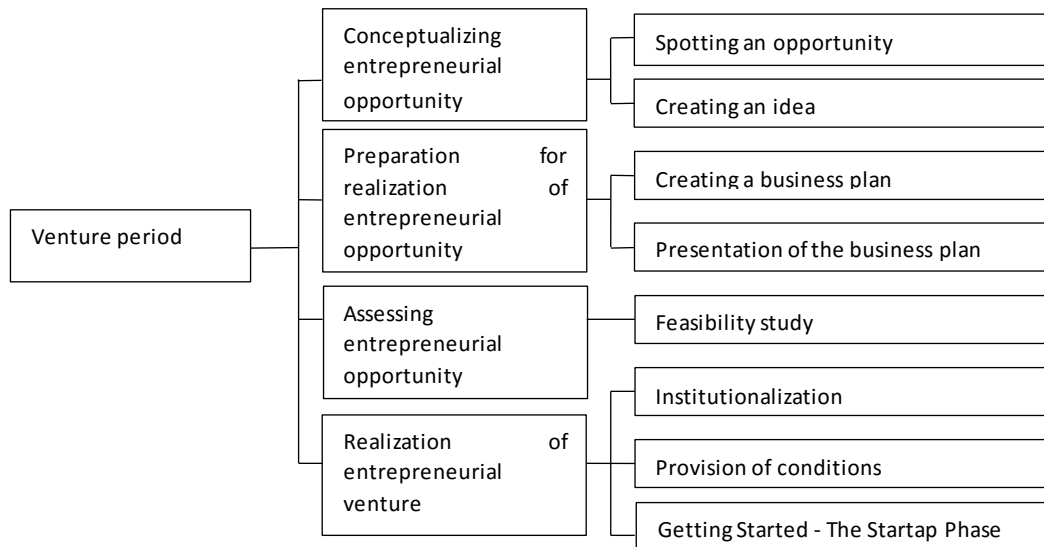 Venture period
Conceptualizing
entrepreneurial
opportunity
Spotting an opportunity
Creating an idea
Preparation for
realization of
entrepreneurial
opportunity
Creating a business plan
Presentation of the business plan
Assessing
entrepreneurial
opportunity
Feasibility study
Realization of
entrepreneurial
venture
Institutionalization
Provision of conditions
Getting Started - The Startap Phase